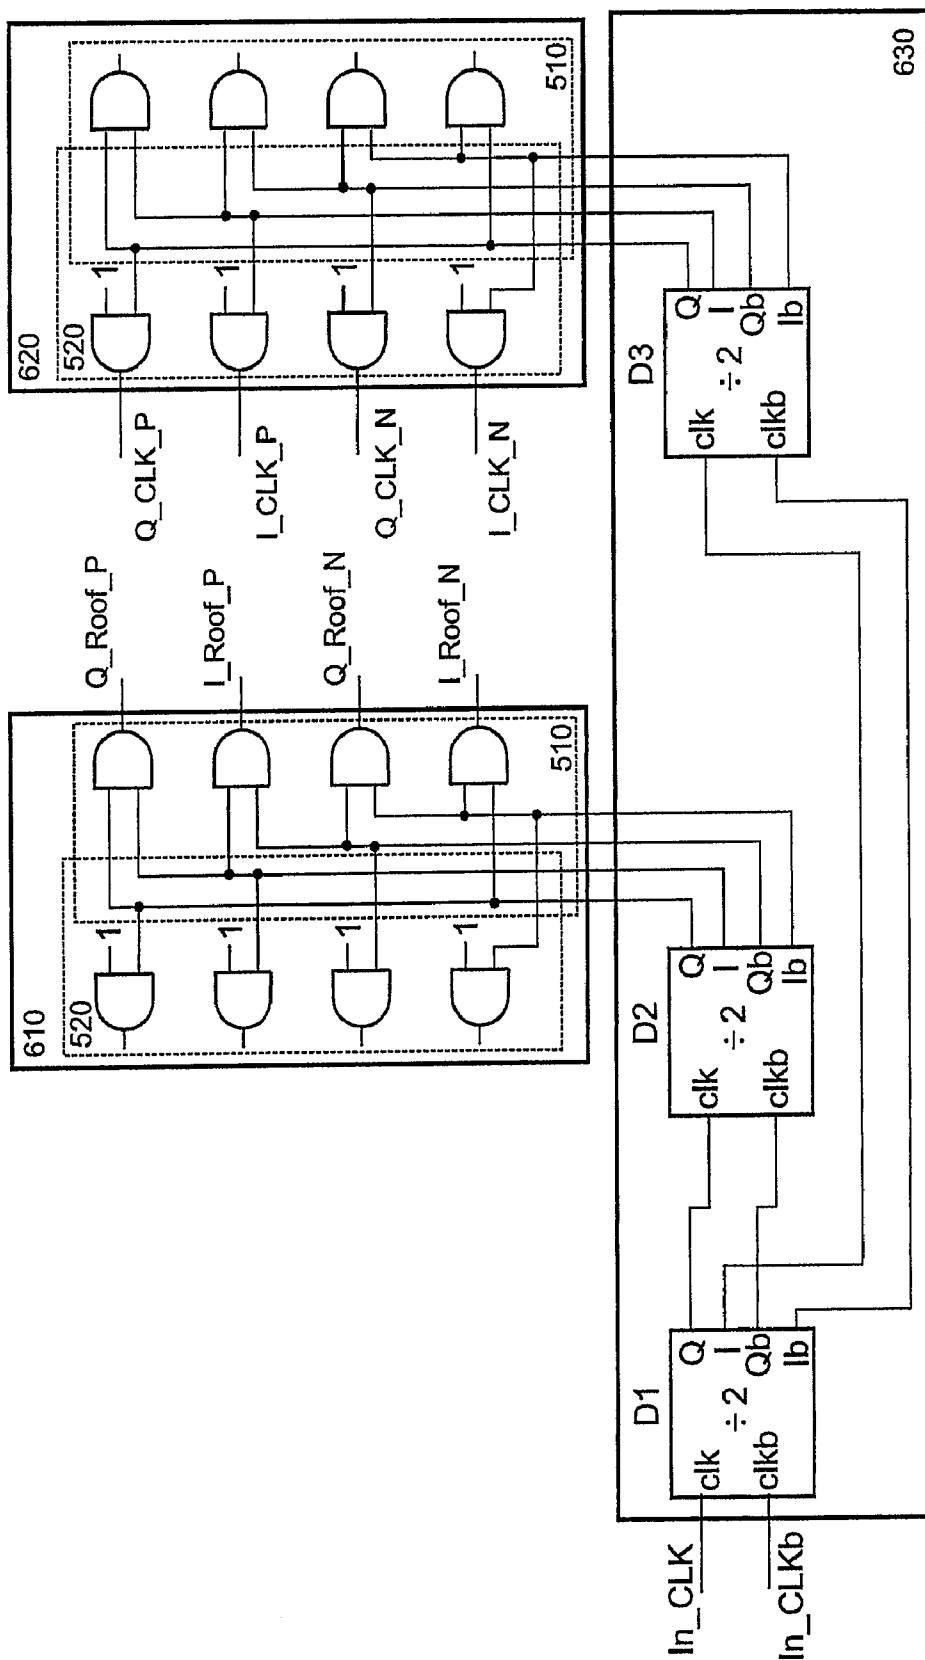 610
520
1
1
1
1
510
Q_Roof_P
I_Roof_P
Q_Roof_N
I_Roof_N
620
520
1
1
1
1
510
Q_CLK_P
I_CLK_P
Q_CLK_N
I_CLK_N
In_CLK
In_CLKb
D1
clk
clkb
÷2
Q
I
Qb
Ib
D2
clk
clkb
÷2
Q
I
Qb
Ib
D3
clk
clkb
÷2
Q
I
Qb
Ib
630